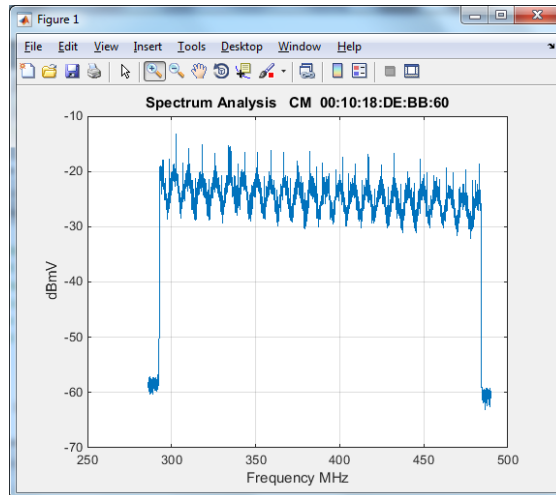 Figure 1
File Edit View Insert Tools Desktop Window Help
Spectrum Analysis CM 00:10:18:DE:BB:60
-10
-20
-30
-40
-50
-60
-70
dBmV
250 300 350 400 450 500
Frequency MHz